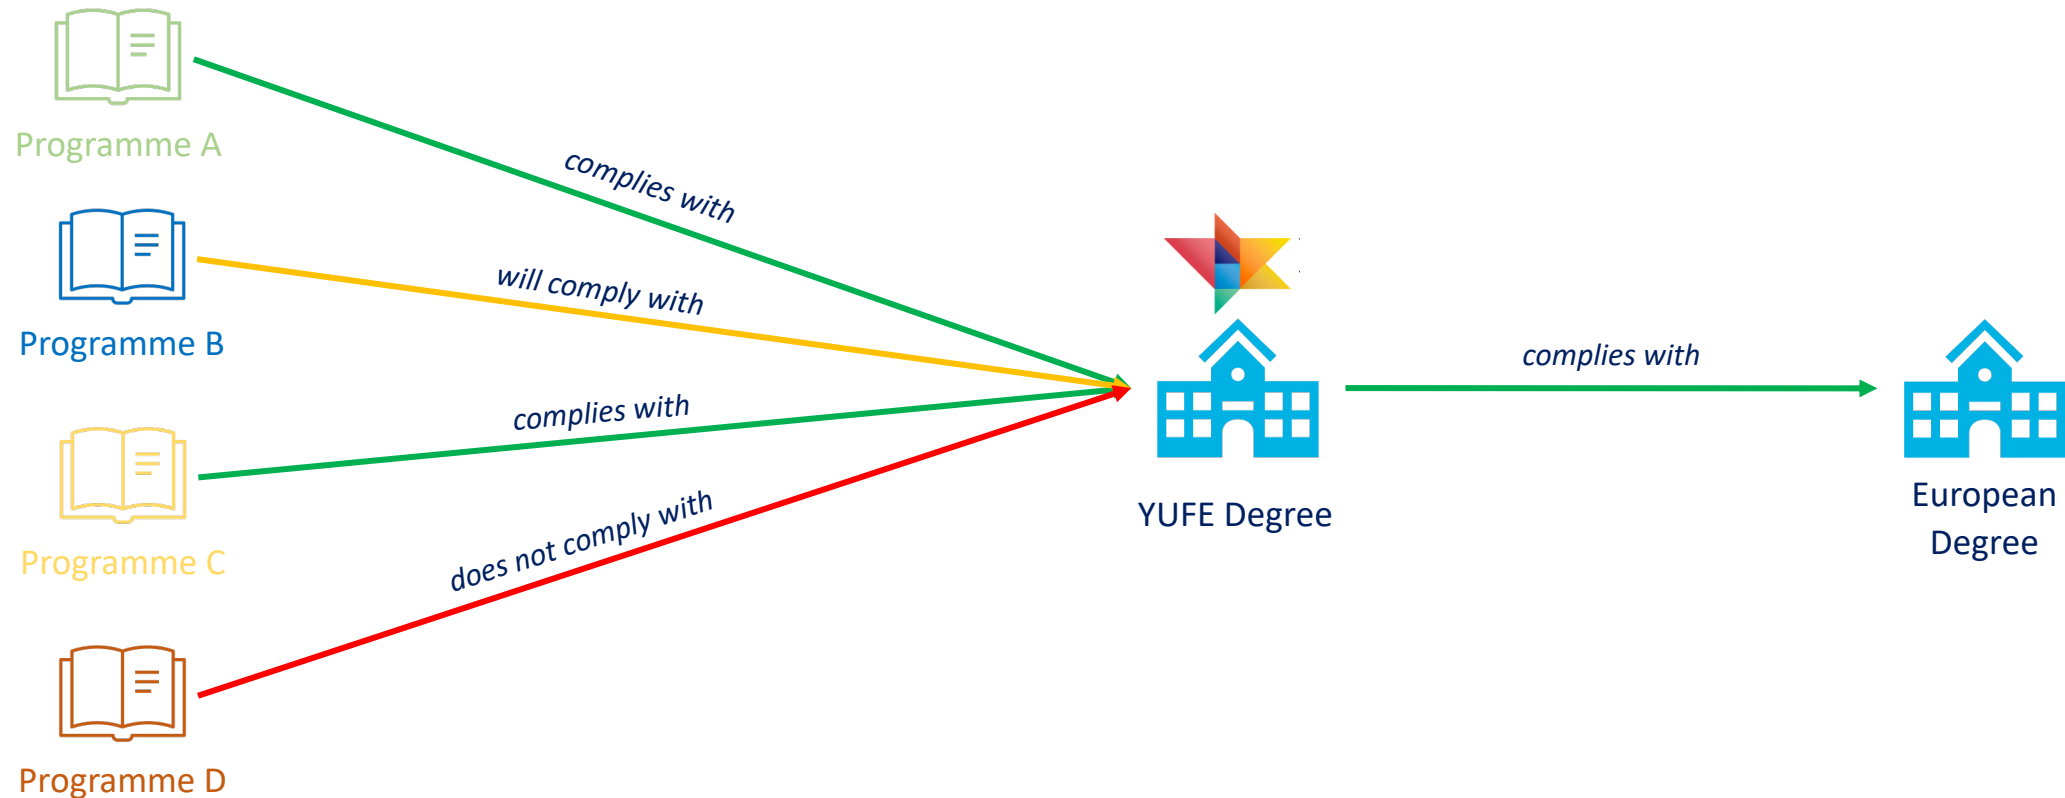 Programme A
complies with
Programme B
will comply with
Programme C
complies with
Programme D
does not comply with
YUFE Degree
complies with
European
Degree